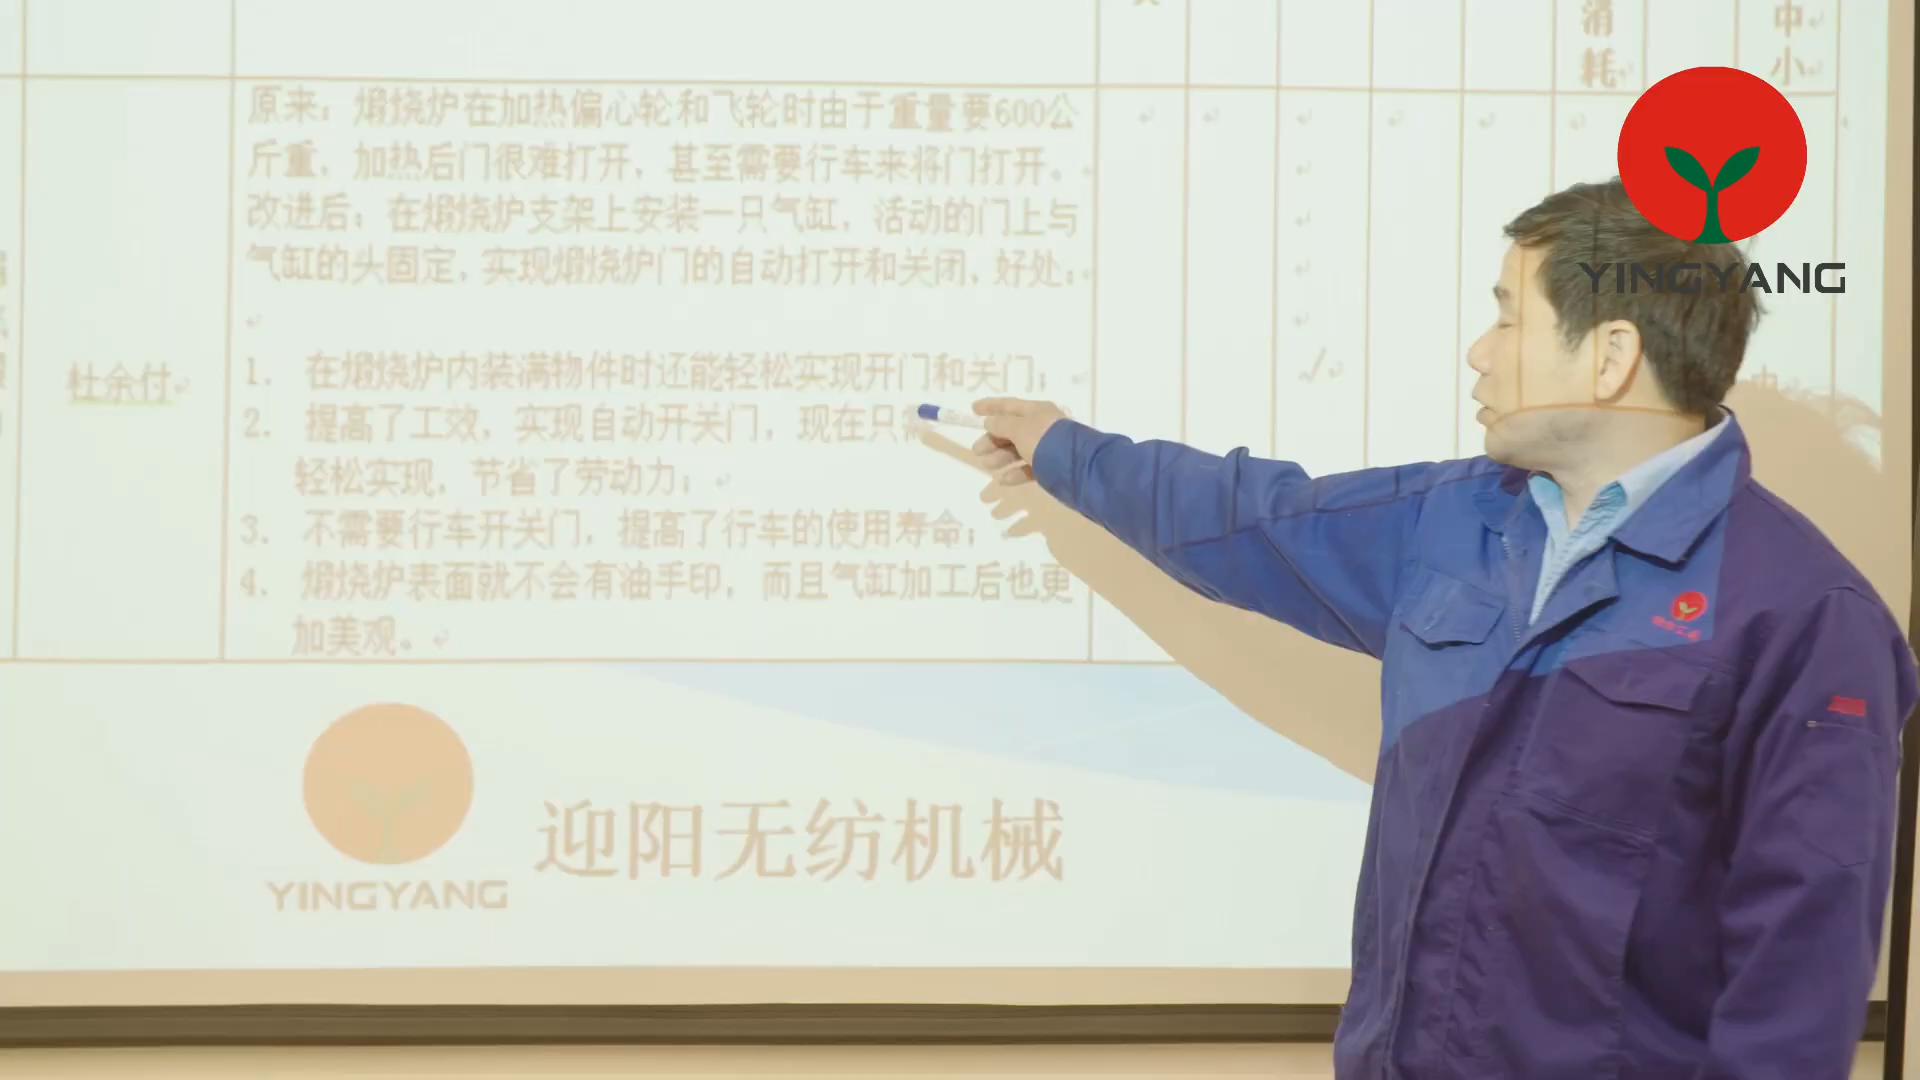 消
耗
中
小
原来：煅烧炉在加热偏心轮和飞轮时由于重量要600公
斤重，加热后门很难打开，甚至需要行车来将门打开。
改进后：在煅烧炉支架上安装一只气缸，活动的门上与
气缸的头固定，实现煅烧炉门的自动打开和关闭，好处：
杜余付
1. 在煅烧炉内装满物件时还能轻松实现开门和关门；
√
2. 提高了工效，实现自动开关门，现在只
轻松实现，节省了劳动力；
3. 不需要行车开关门，提高了行车的使用寿命；
4. 煅烧炉表面就不会有油手印，而且气缸加工后也更
加美观。
YINGYANG
迎阳无纺机械
YINGYANG